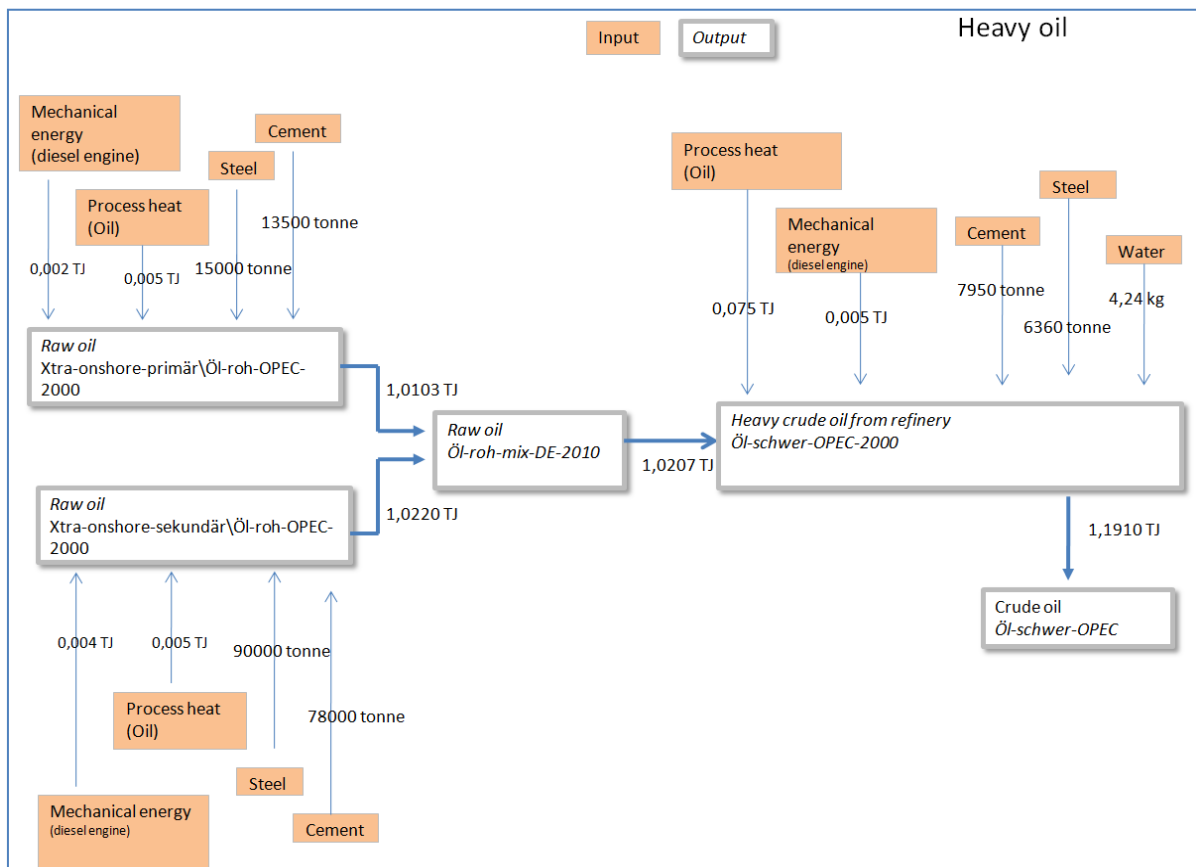 Heavy oil
Input
Output
Mechanical
energy
(diesel engine)
Cement
Steel
Process heat
(Oil)
13500 tonne
0,002 TJ
0,005 TJ
15000 tonne
Raw oil
Xtra-onshore-primär\Öl-roh-OPEC-
2000
1,0103 TJ
Raw oil
Öl-roh-mix-DE-2010
1,0207 TJ
Raw oil
Xtra-onshore-sekundär\Öl-roh-OPEC-
2000
1,0220 TJ
0,004 TJ
0,005 TJ
90000 tonne
78000 tonne
Process heat
(Oil)
Steel
Mechanical energy
(diesel engine)
Cement
Process heat
(Oil)
Mechanical
energy
(diesel engine)
Cement
Steel
Water
0,075 TJ
0,005 TJ
7950 tonne
6360 tonne
4,24 kg
Heavy crude oil from refinery
Öl-schwer-OPEC-2000
1,1910 TJ
Crude oil
Öl-schwer-OPEC